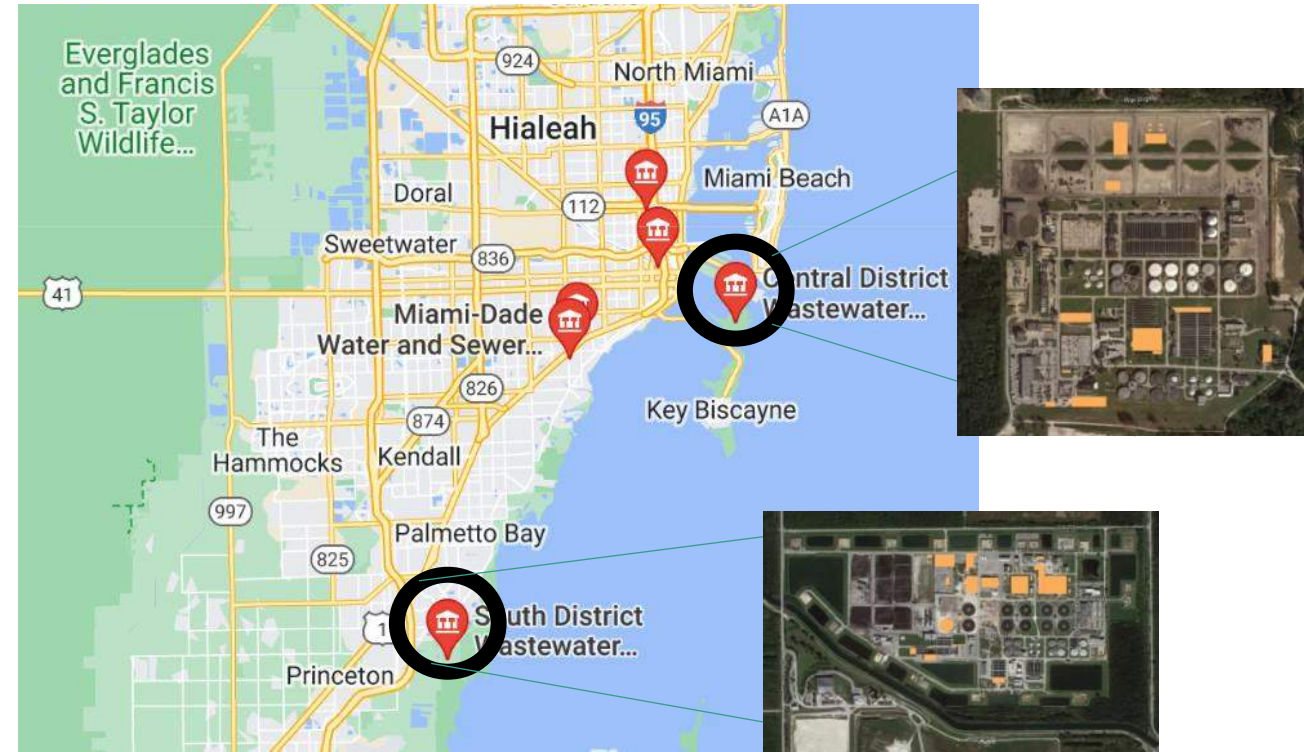 Everglades
and Francis
S. Taylor
Wildlife...
924
North Miami
95
A1A
Hialeah
Doral
112
Miami Beach
Sweetwater
836
41
Central District
Wastewater...
Miami-Dade
Water and Sewer...
826
Key Biscayne
874
The
Hammocks
Kendall
997
Palmetto Bay
825
1
South District
Wastewater...
Princeton